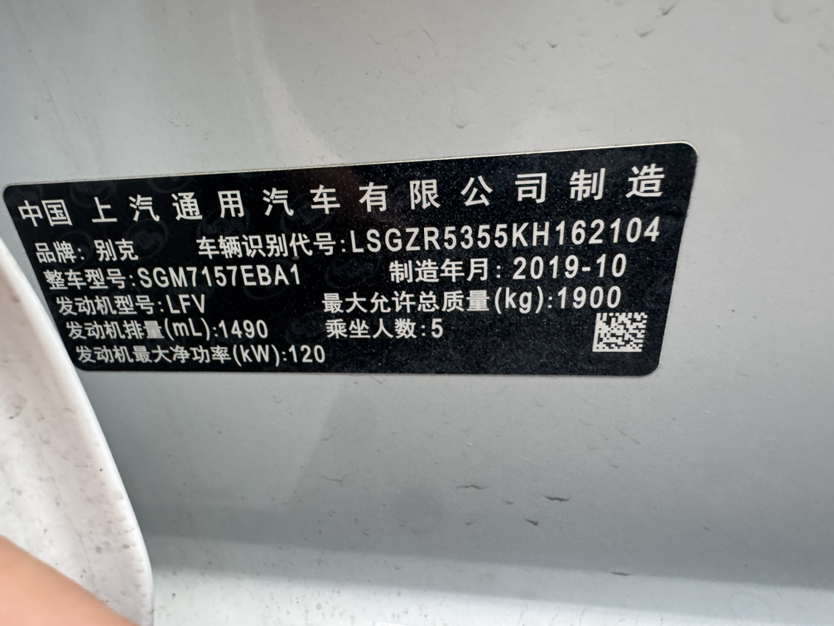 中国 上汽通用汽车有限公司制造
品牌: 别克 车辆识别代号:LSGZR5355KH162104
整车型号:SGM7157EBA1 制造年月: 2019-10
发动机型号:LFV 最大允许总质量(kg):1900
发动机排量(mL):1490 乘坐人数:5
发动机最大净功率(kW):120